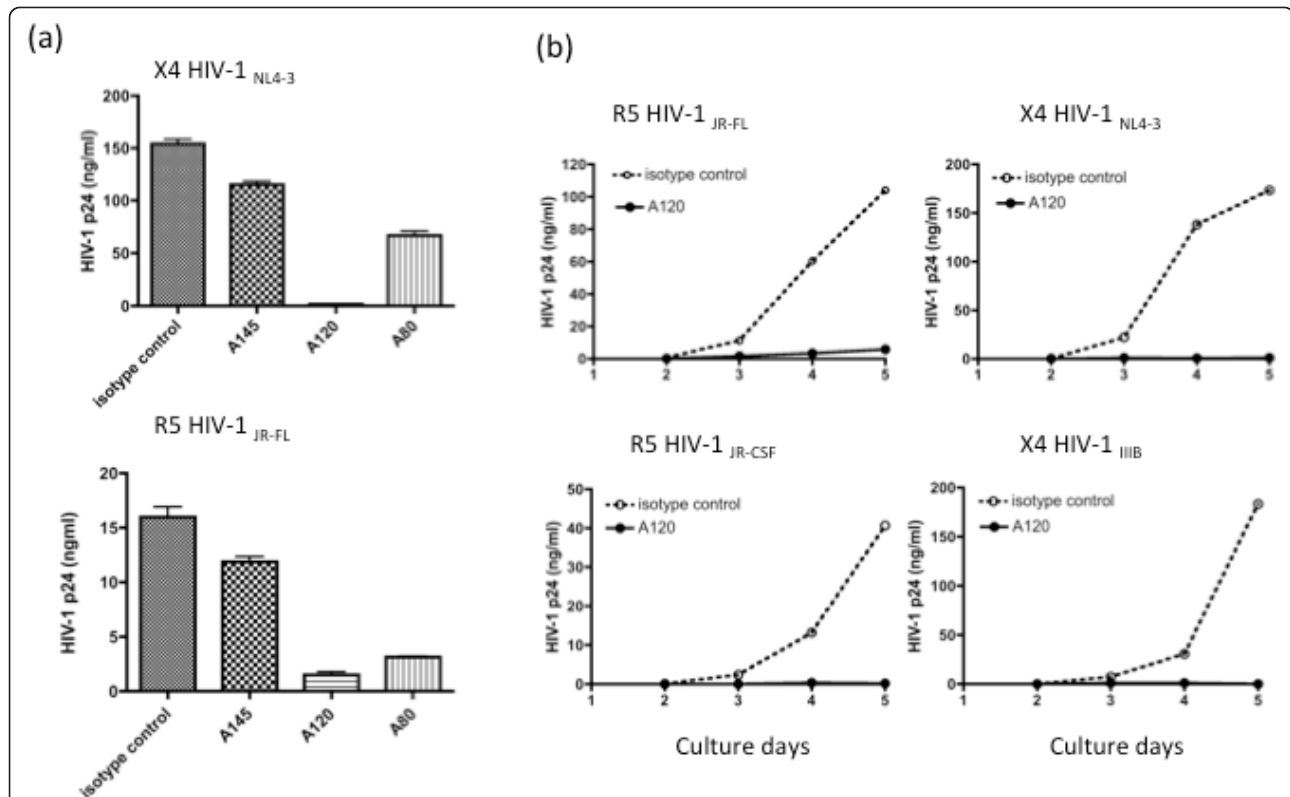 (a)
X4 HIV-1 NL4-3
HIV-1 p24 (ng/ml)
200
150
100
50
0
isotype control
A145
A120
A80
R5 HIV-1 JR-FL
HIV-1 p24 (ngml)
20
15
10
5
0
isotype control
A145
A120
A80
(b)
R5 HIV-1 JR-FL
HIV-1 p24 (ng/ml)
120
100
80
60
40
20
0
isotype control
A120
1 2 3 4 5
X4 HIV-1 NL4-3
HIV-1 p24 (ng/ml)
200
150
100
50
0
isotype control
A120
1 2 3 4 5
R5 HIV-1 JR-CSF
HIV-1 p24 (ng/ml)
50
40
30
20
10
0
isotype control
A120
1 2 3 4 5
Culture days
X4 HIV-1 IIIB
HIV-1 p24 (ng/ml)
200
150
100
50
0
isotype control
A120
1 2 3 4 5
Culture days